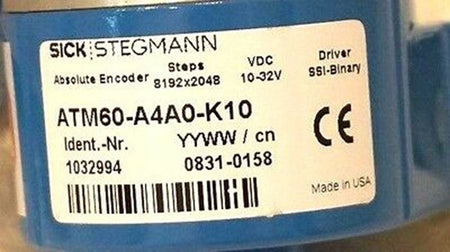 SICK|STEGMANN
Absolute Encoder Steps 8192x2048 VDC 10-32V Driver SSI-Binary
ATM60-A4A0-K10
Ident.-Nr. YYWW / cn
1032994 0831-0158
CE
Made in USA